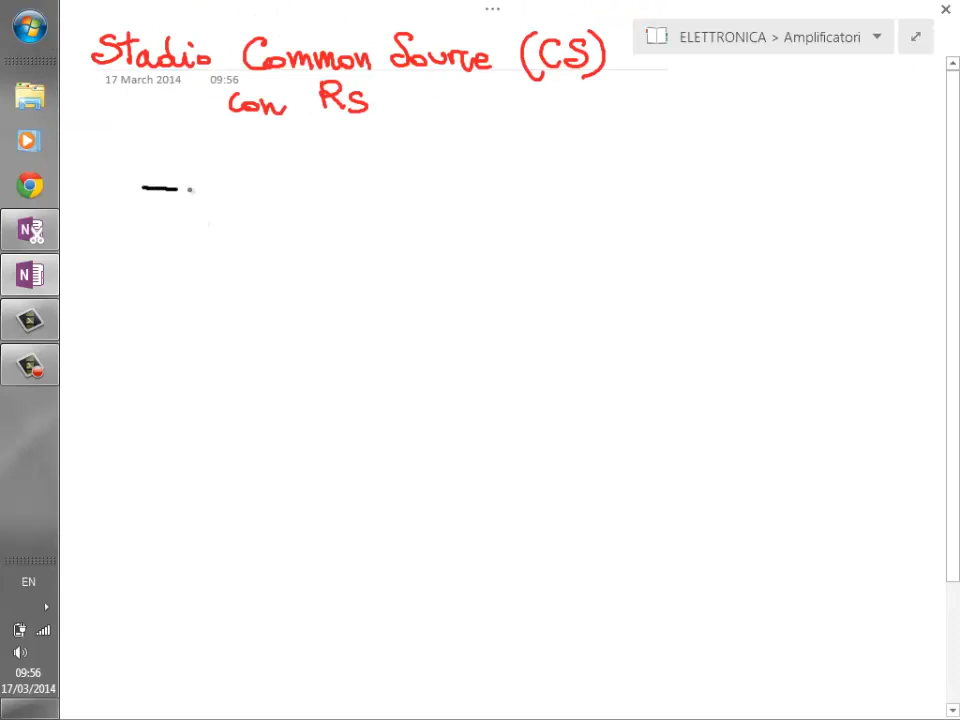 Stadio Common Source (CS)
ELETTRONICA > Amplificatori
17 March 2014 09:56
con Rs
EN
09:56
17/03/2014